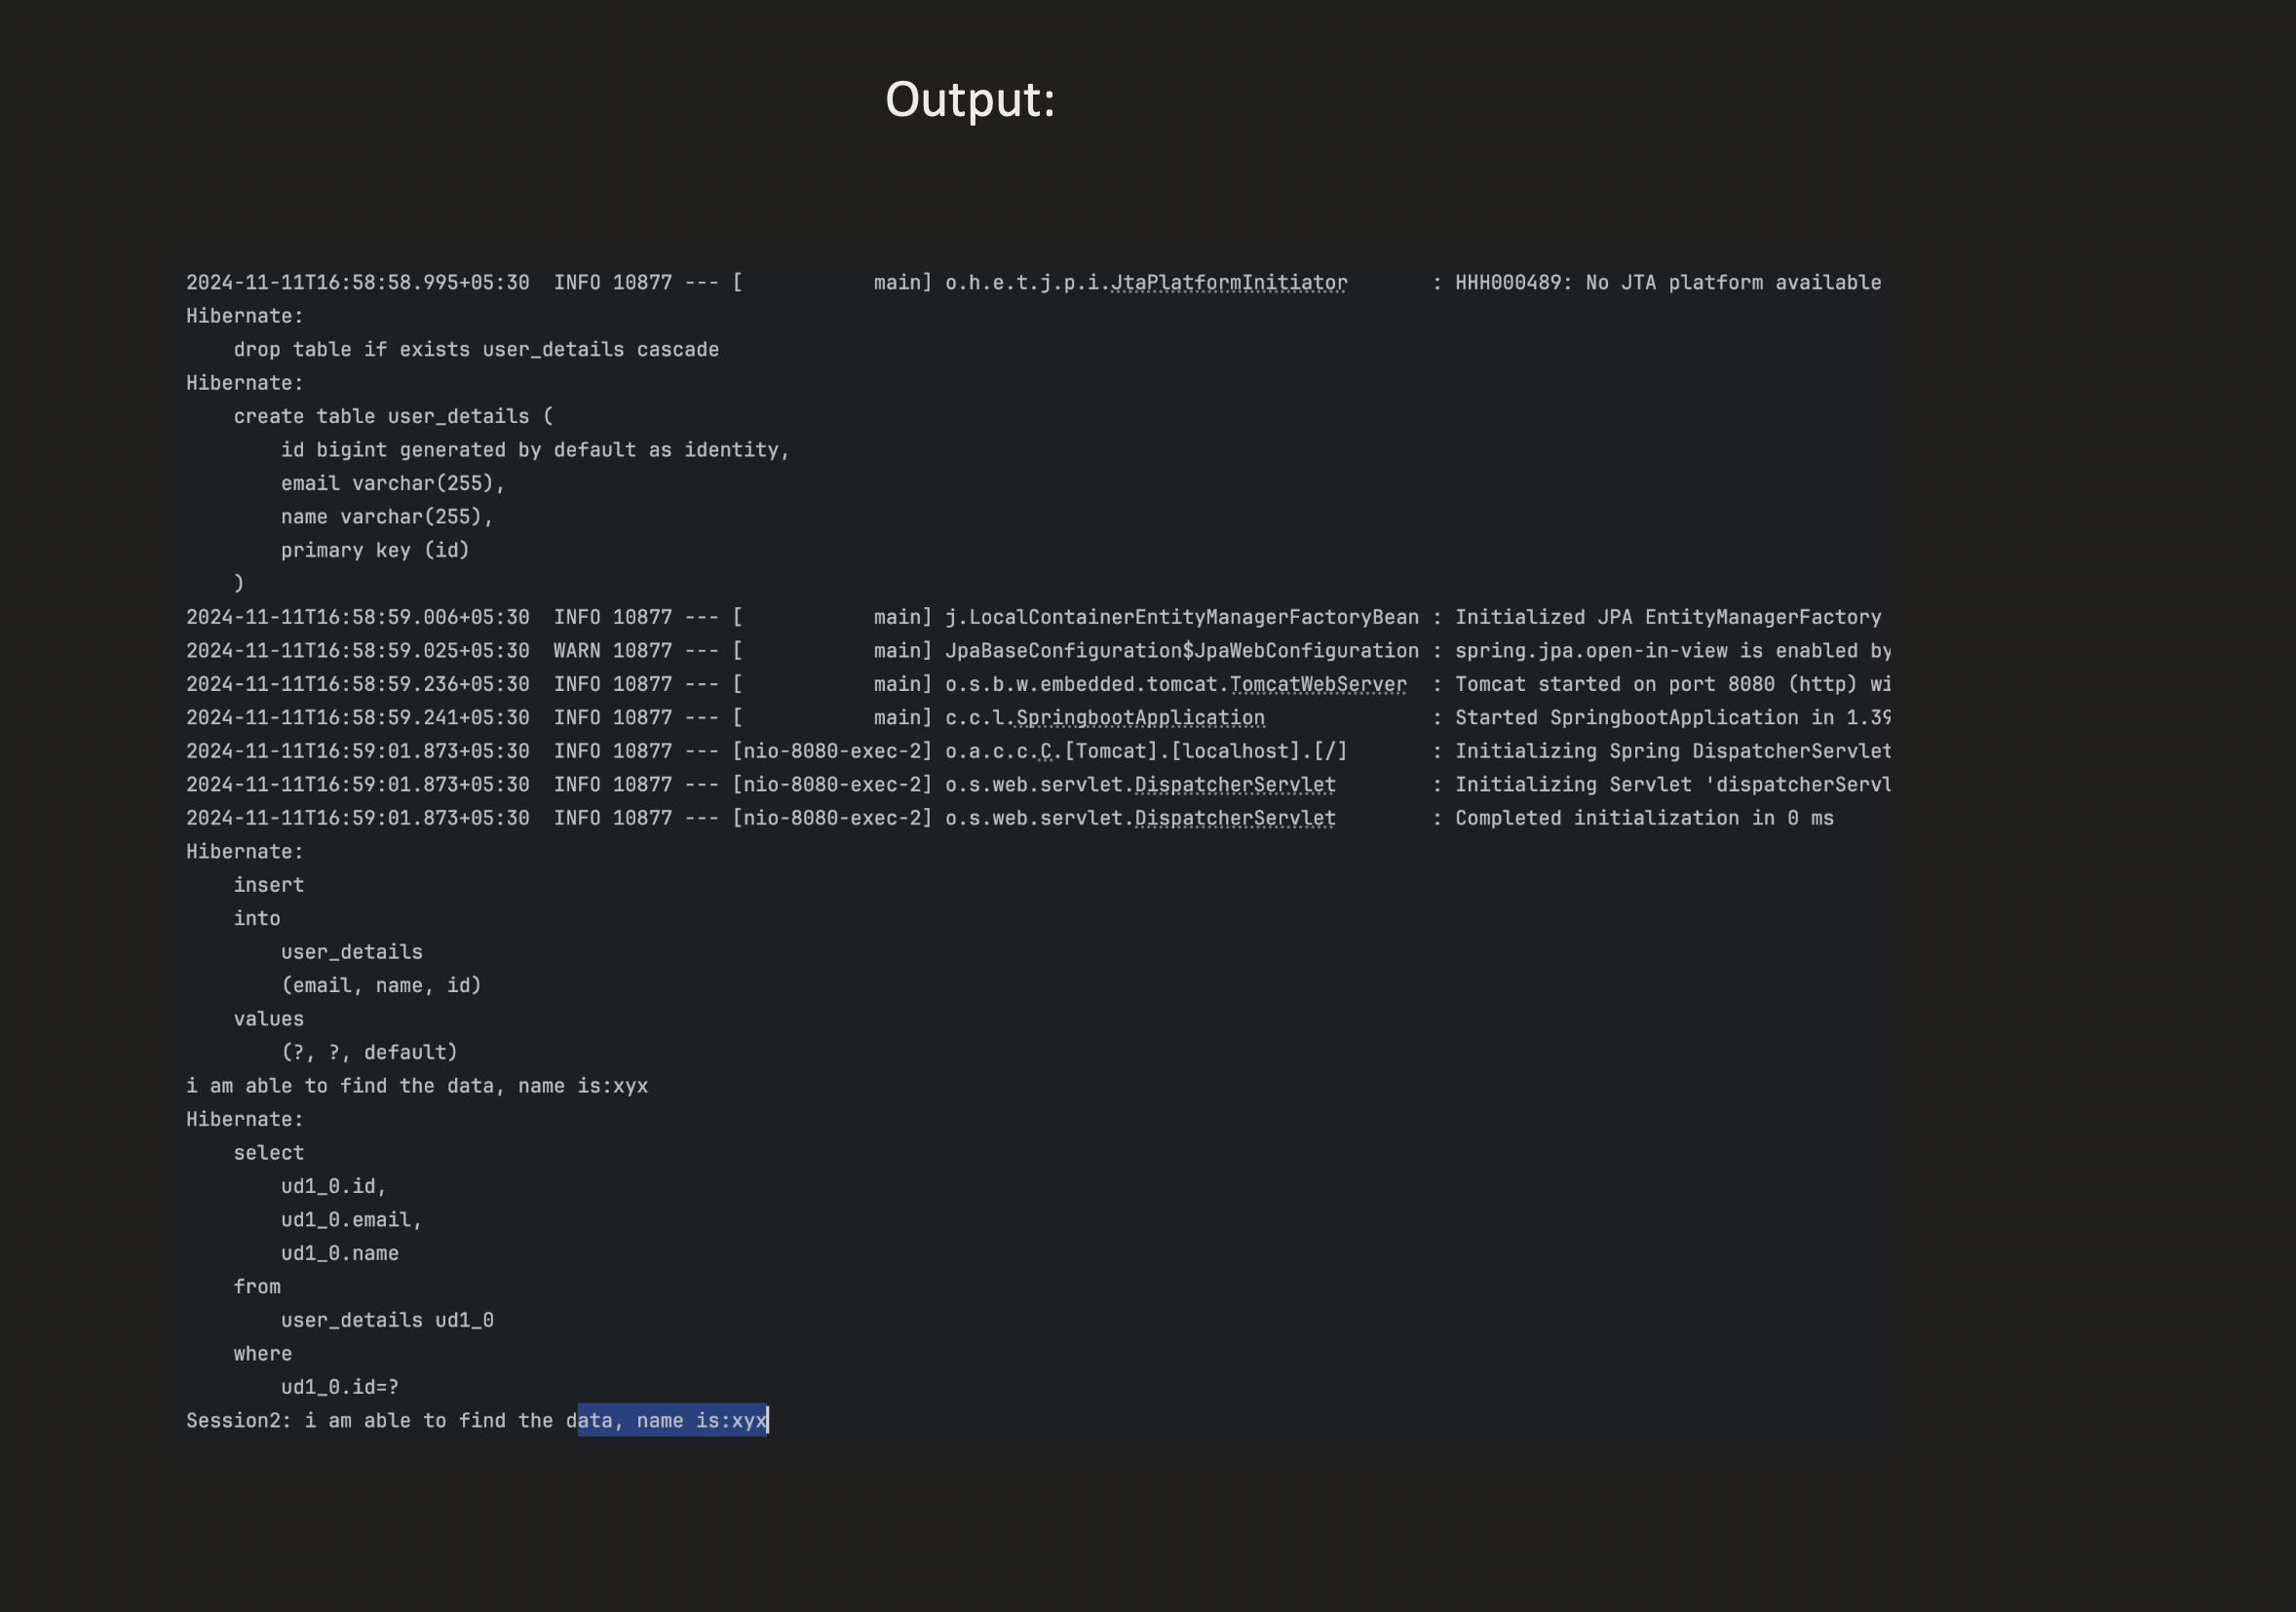 Output:
2024-11-11T16:58:58.995+05:30  INFO 10877 --- [           main] o.h.e.t.j.p.i.JtaPlatformInitiator       : HHH000489: No JTA platform available
Hibernate:
    drop table if exists user_details cascade
Hibernate:
    create table user_details (
        id bigint generated by default as identity,
        email varchar(255),
        name varchar(255),
        primary key (id)
    )
2024-11-11T16:58:59.006+05:30  INFO 10877 --- [           main] j.LocalContainerEntityManagerFactoryBean : Initialized JPA EntityManagerFactory
2024-11-11T16:58:59.025+05:30  WARN 10877 --- [           main] JpaBaseConfiguration$JpaWebConfiguration : spring.jpa.open-in-view is enabled by
2024-11-11T16:58:59.236+05:30  INFO 10877 --- [           main] o.s.b.w.embedded.tomcat.TomcatWebServer  : Tomcat started on port 8080 (http) wi
2024-11-11T16:58:59.241+05:30  INFO 10877 --- [           main] c.c.l.SpringbootApplication              : Started SpringbootApplication in 1.39
2024-11-11T16:59:01.873+05:30  INFO 10877 --- [nio-8080-exec-2] o.a.c.c.C.[Tomcat].[localhost].[/]       : Initializing Spring DispatcherServlet
2024-11-11T16:59:01.873+05:30  INFO 10877 --- [nio-8080-exec-2] o.s.web.servlet.DispatcherServlet        : Initializing Servlet 'dispatcherServl
2024-11-11T16:59:01.873+05:30  INFO 10877 --- [nio-8080-exec-2] o.s.web.servlet.DispatcherServlet        : Completed initialization in 0 ms
Hibernate:
    insert
    into
        user_details
        (email, name, id)
    values
        (?, ?, default)
i am able to find the data, name is:xyx
Hibernate:
    select
        ud1_0.id,
        ud1_0.email,
        ud1_0.name
    from
        user_details ud1_0
    where
        ud1_0.id=?
Session2: i am able to find the data, name is:xyx